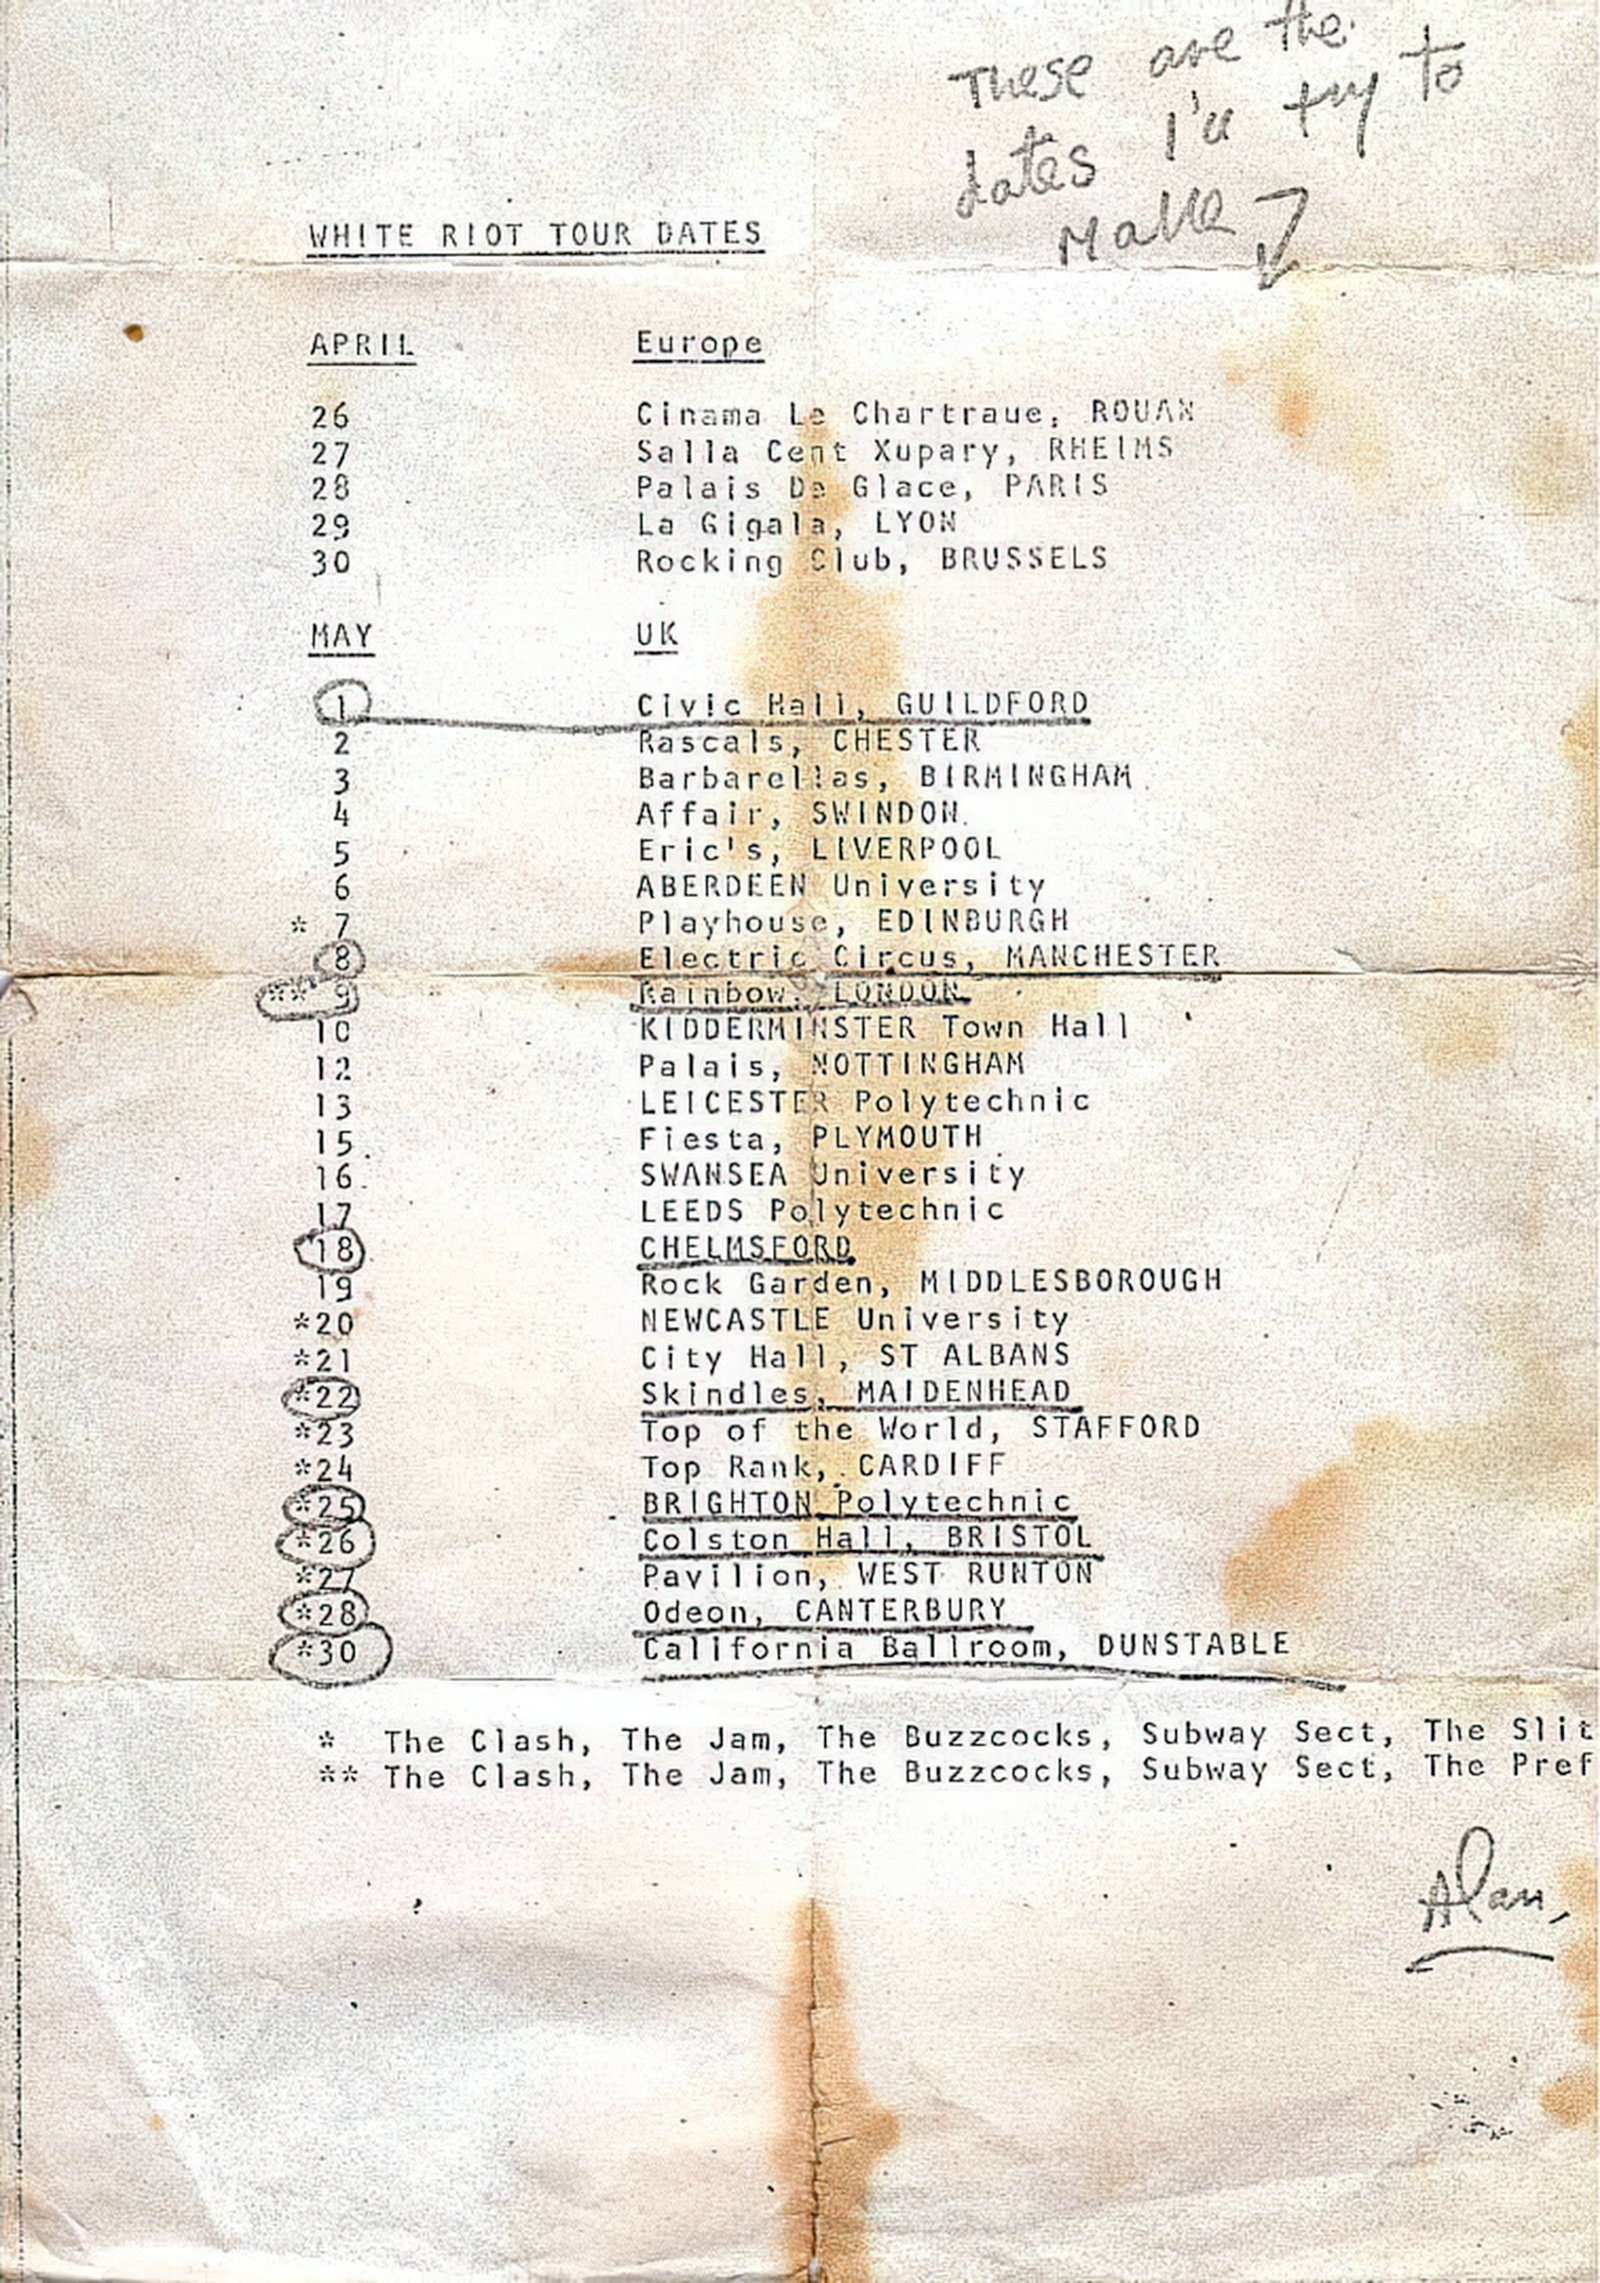 These are the
dates I'll try to
Make
WHITE RIOT TOUR DATES
APRIL Europe
26 Cinama Le Chartraue, ROUAN
27 Salla Cent Xupary, RHEIMS
28 Palais De Glace, PARIS
29 La Gigala, LYON
30 Rocking Club, BRUSSELS
MAY UK
1 Civic Hall, GUILDFORD
2 Rascals, CHESTER
3 Barbarellas, BIRMINGHAM
4 Affair, SWINDON.
5 Eric's, LIVERPOOL
6 ABERDEEN University
* 7 Playhouse, EDINBURGH
8 Electric Circus, MANCHESTER
** 9 Rainbow, LONDON
10 KIDDERMINSTER Town Hall
12 Palais, NOTTINGHAM
13 LEICESTER Polytechnic
15 Fiesta, PLYMOUTH
16 SWANSEA University
17 LEEDS Polytechnic
18 CHELMSFORD
19 Rock Garden, MIDDLESBOROUGH
*20 NEWCASTLE University
*21 City Hall, ST ALBANS
*22 Skindles, MAIDENHEAD
*23 Top of the World, STAFFORD
*24 Top Rank, CARDIFF
*25 BRIGHTON Polytechnic
*26 Colston Hall, BRISTOL
*27 Pavilion, WEST RUNTON
*28 Odeon, CANTERBURY
*30 California Ballroom, DUNSTABLE
* The Clash, The Jam, The Buzzcocks, Subway Sect, The Slit
** The Clash, The Jam, The Buzzcocks, Subway Sect, The Pref
Alan,